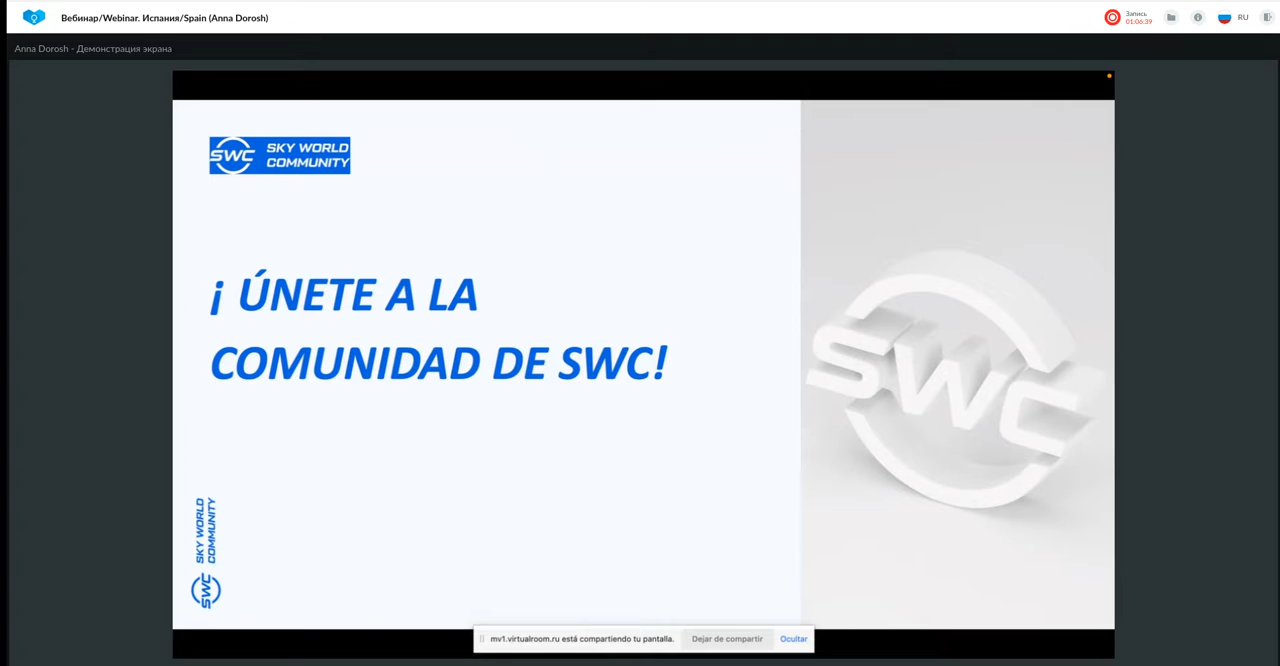 Вебинар/Webinar. Испания/Spain (Anna Dorosh)
Запись
01:06:39
RU
Anna Dorosh - Демонстрация экрана
SWC
SKY WORLD
COMMUNITY
¡ ÚNETE A LA
COMUNIDAD DE SWC!
SWC
SWC
SKY WORLD
COMMUNITY
mv1.virtualroom.ru está compartiendo tu pantalla.
Dejar de compartir
Ocultar